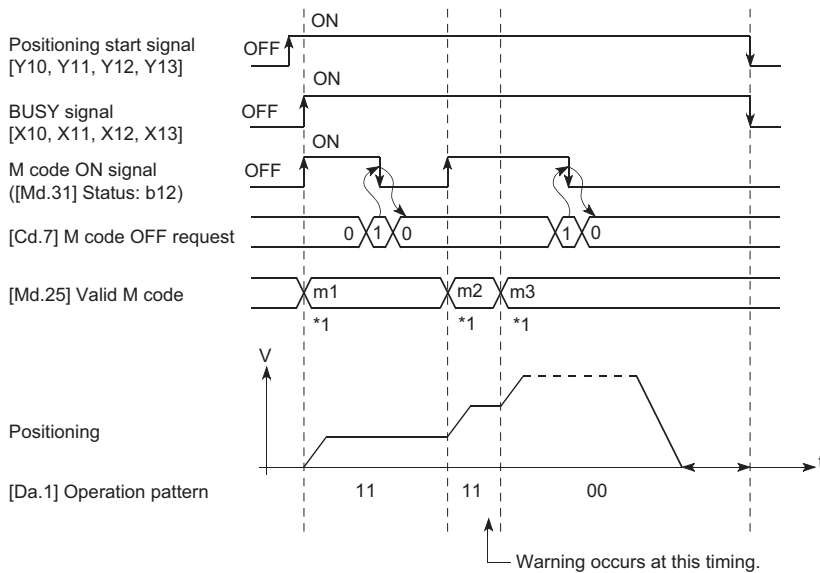 ON
Positioning start signal
[Y10, Y11, Y12, Y13]
OFF
ON
BUSY signal
[X10, X11, X12, X13]
OFF
ON
M code ON signal
([Md.31] Status: b12)
OFF
[Cd.7] M code OFF request
0 1 0 1 0
[Md.25] Valid M code
m1 m2 m3
*1 *1 *1
V
Positioning
t
[Da.1] Operation pattern
11 11 00
Warning occurs at this timing.